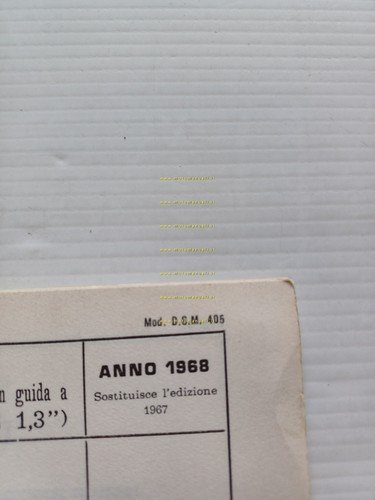 Mod. D.S.M. 405
ANNO 1968
Sostituisce l'edizione
1967
n guida a
1,3")